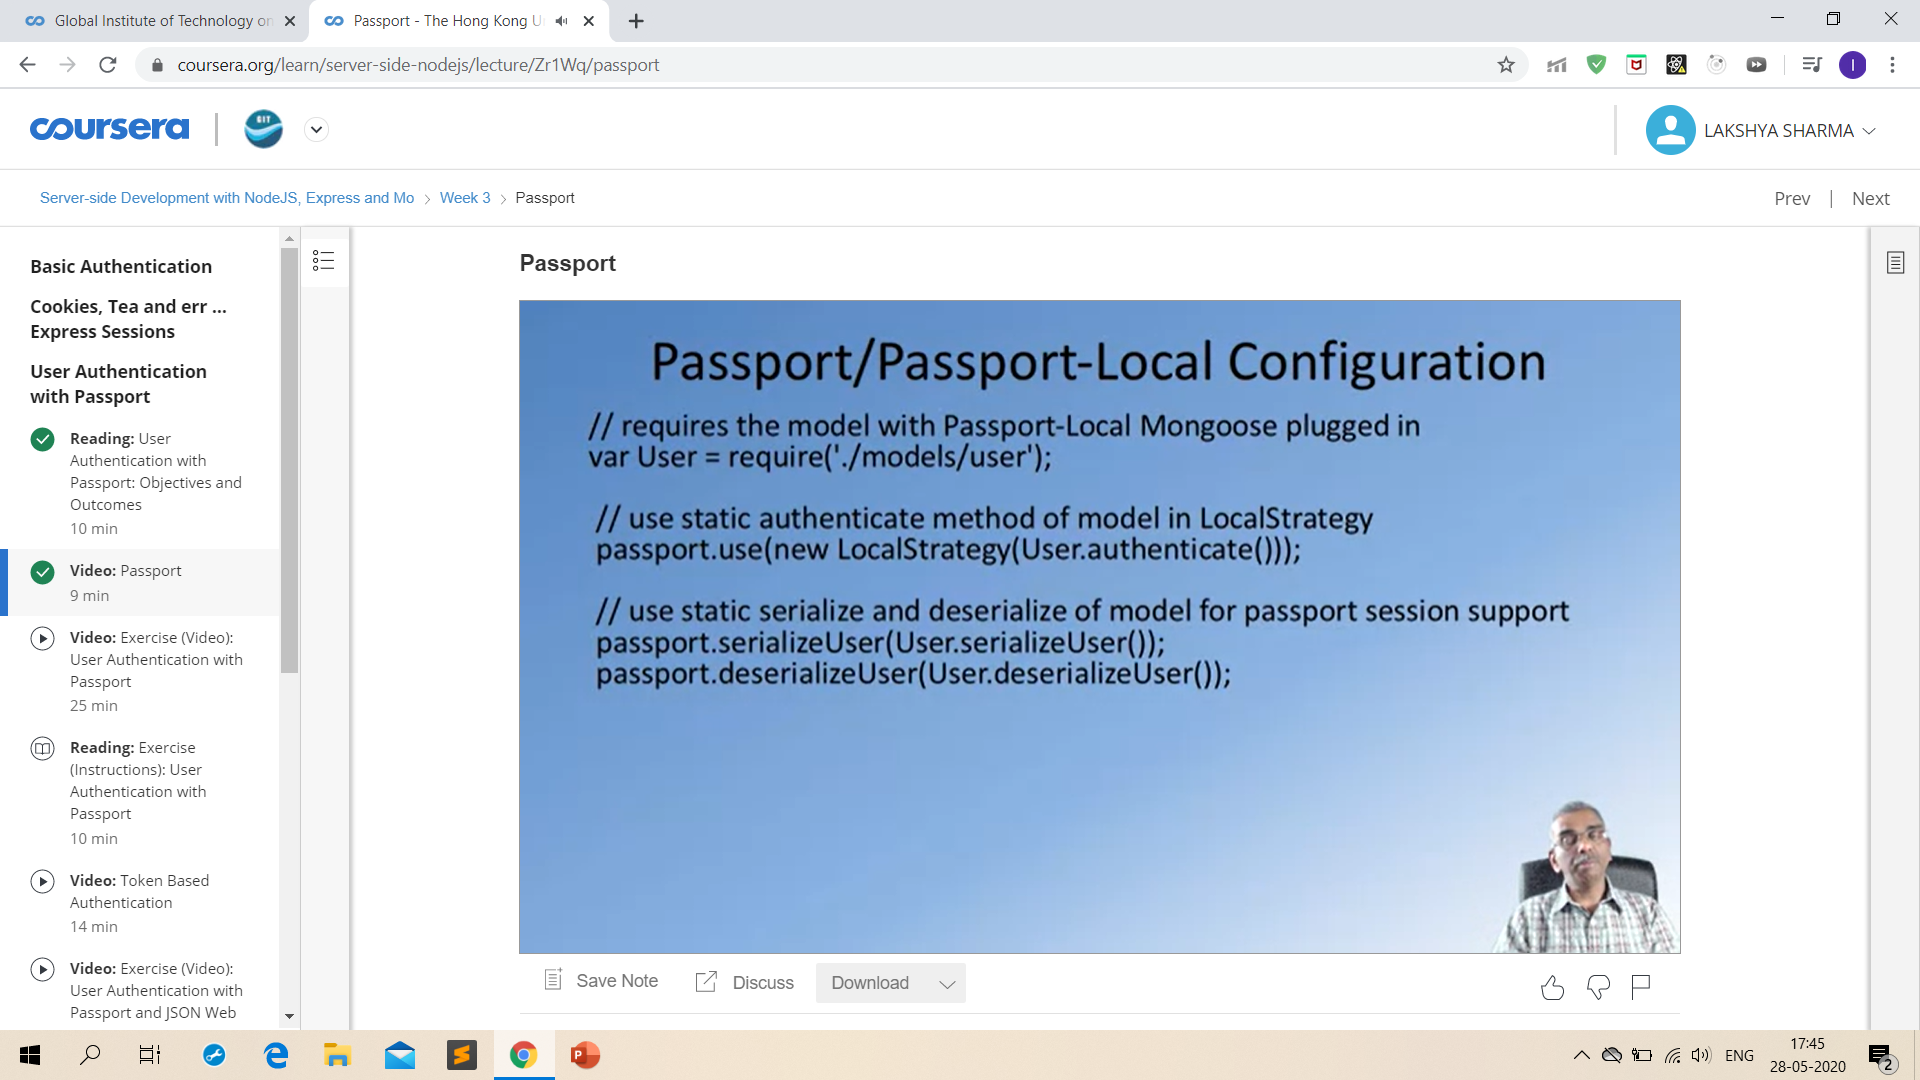 Global Institute of Technology on
Passport - The Hong Kong U
coursera.org/learn/server-side-nodejs/lecture/Zr1Wq/passport
coursera
GIT
LAKSHYA SHARMA
Server-side Development with NodeJS, Express and Mo > Week 3 > Passport
Prev | Next
Basic Authentication
Cookies, Tea and err ...
Express Sessions
User Authentication
with Passport
Reading: User
Authentication with
Passport: Objectives and
Outcomes
10 min
Video: Passport
9 min
Video: Exercise (Video):
User Authentication with
Passport
25 min
Reading: Exercise
(Instructions): User
Authentication with
Passport
10 min
Video: Token Based
Authentication
14 min
Video: Exercise (Video):
User Authentication with
Passport and JSON Web
Passport
Passport/Passport-Local Configuration
// requires the model with Passport-Local Mongoose plugged in
var User = require('./models/user');
// use static authenticate method of model in LocalStrategy
passport.use(new LocalStrategy(User.authenticate()));
// use static serialize and deserialize of model for passport session support
passport.serializeUser(User.serializeUser());
passport.deserializeUser(User.deserializeUser());
Save Note
Discuss
Download
ENG
17:45
28-05-2020
2